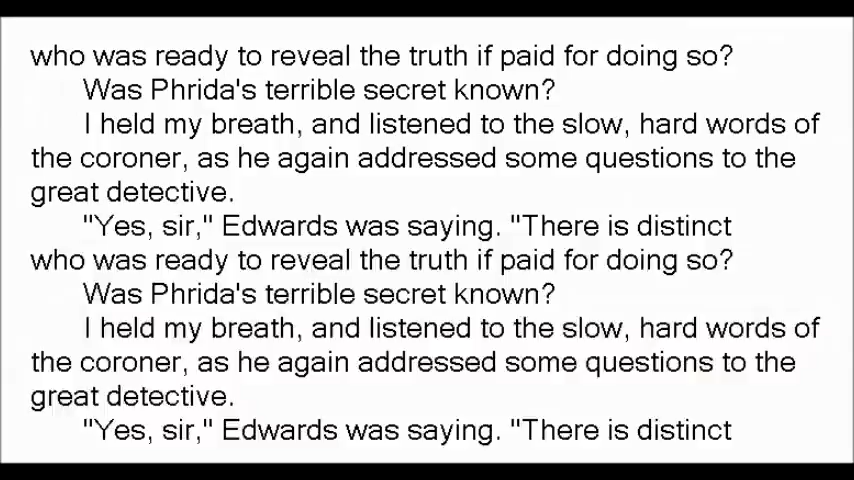 who was ready to reveal the truth if paid for doing so?
Was Phrida's terrible secret known?
I held my breath, and listened to the slow, hard words of
the coroner, as he again addressed some questions to the
great detective.
"Yes, sir," Edwards was saying. "There is distinct
who was ready to reveal the truth if paid for doing so?
Was Phrida's terrible secret known?
I held my breath, and listened to the slow, hard words of
the coroner, as he again addressed some questions to the
great detective.
"Yes, sir," Edwards was saying. "There is distinct